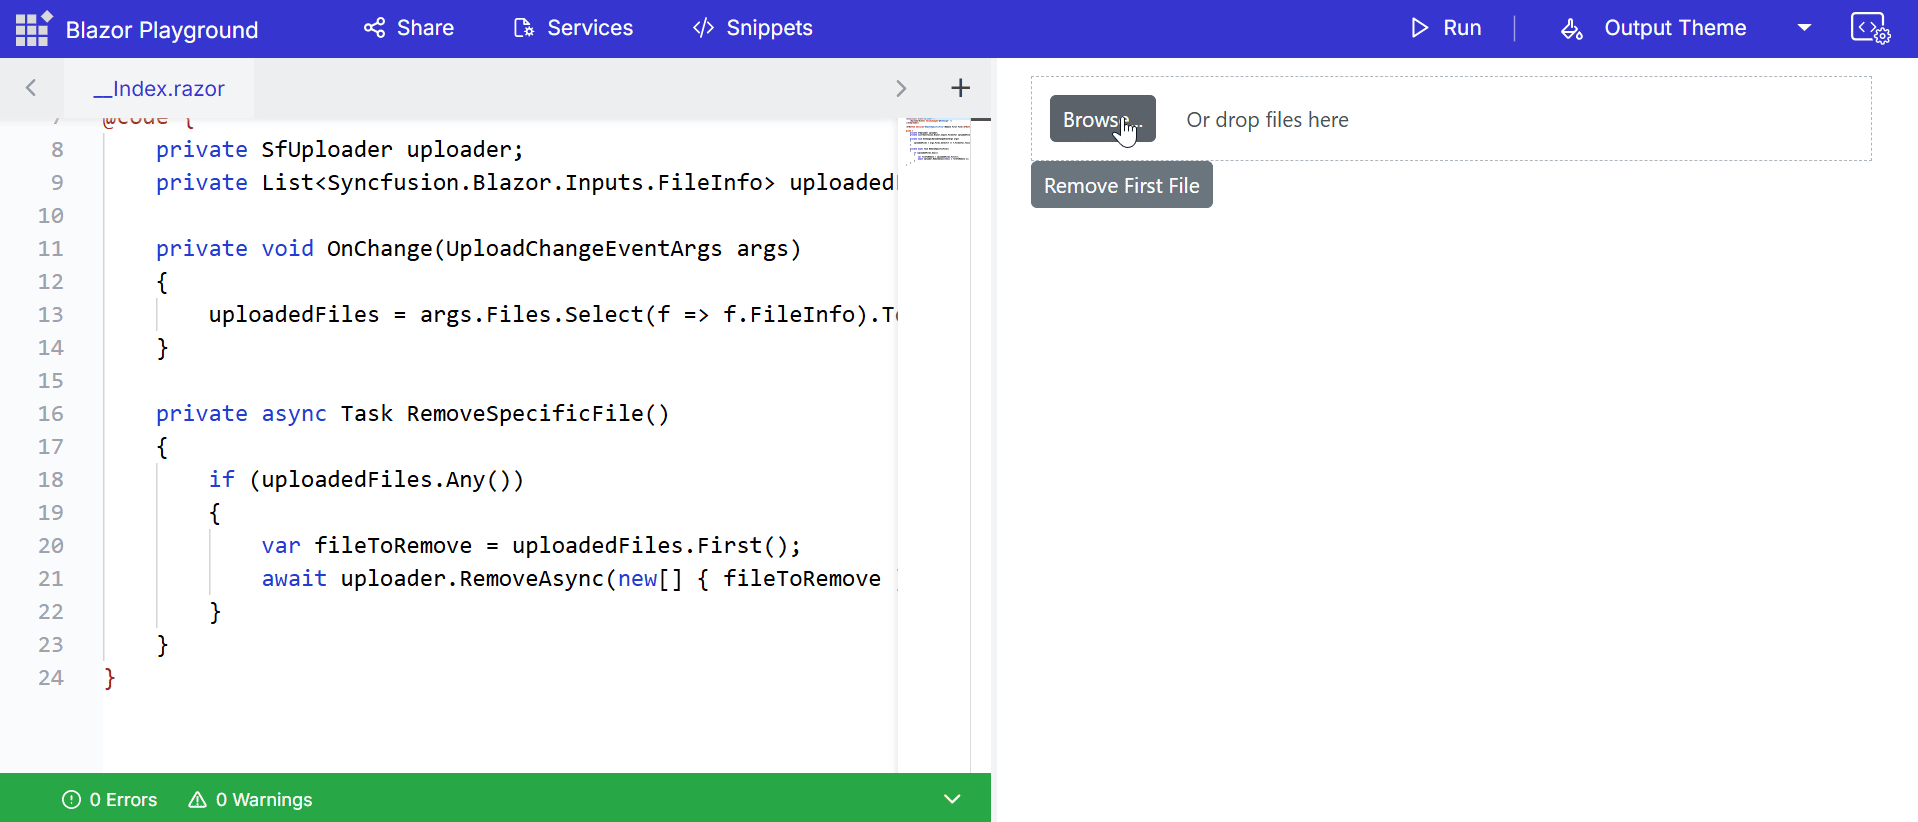 Blazor Playground
Share
Services
Snippets
Run
Output Theme
__Index.razor
7 @code {
8 private SfUploader uploader;
9 private List<Syncfusion.Blazor.Inputs.FileInfo> uploaded
10
11 private void OnChange(UploadChangeEventArgs args)
12 {
13 uploadedFiles = args.Files.Select(f => f.FileInfo).To
14 }
15
16 private async Task RemoveSpecificFile()
17 {
18 if (uploadedFiles.Any())
19 {
20 var fileToRemove = uploadedFiles.First();
21 await uploader.RemoveAsync(new[] { fileToRemove }
22 }
23 }
24 }
0 Errors
0 Warnings
Browse...
Or drop files here
Remove First File